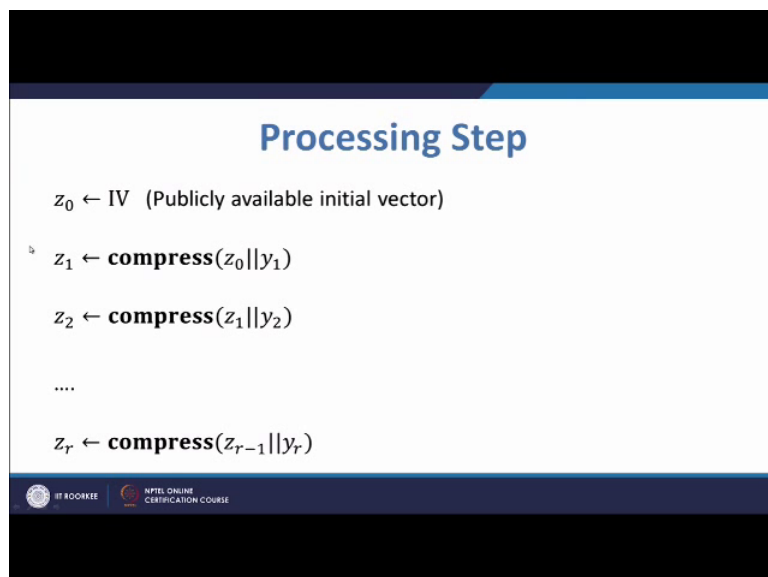 Processing Step
z₀ ← IV (Publicly available initial vector)
z₁ ← compress(z₀||y₁)
z₂ ← compress(z₁||y₂)
....
zᵣ ← compress(zᵣ₋₁||yᵣ)
IIT ROORKEE
NPTEL ONLINE
CERTIFICATION COURSE